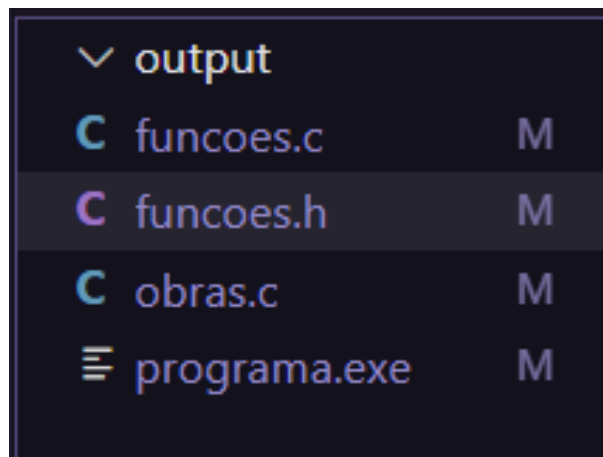 output
C funcoes.c M
C funcoes.h M
C obras.c M
programa.exe M